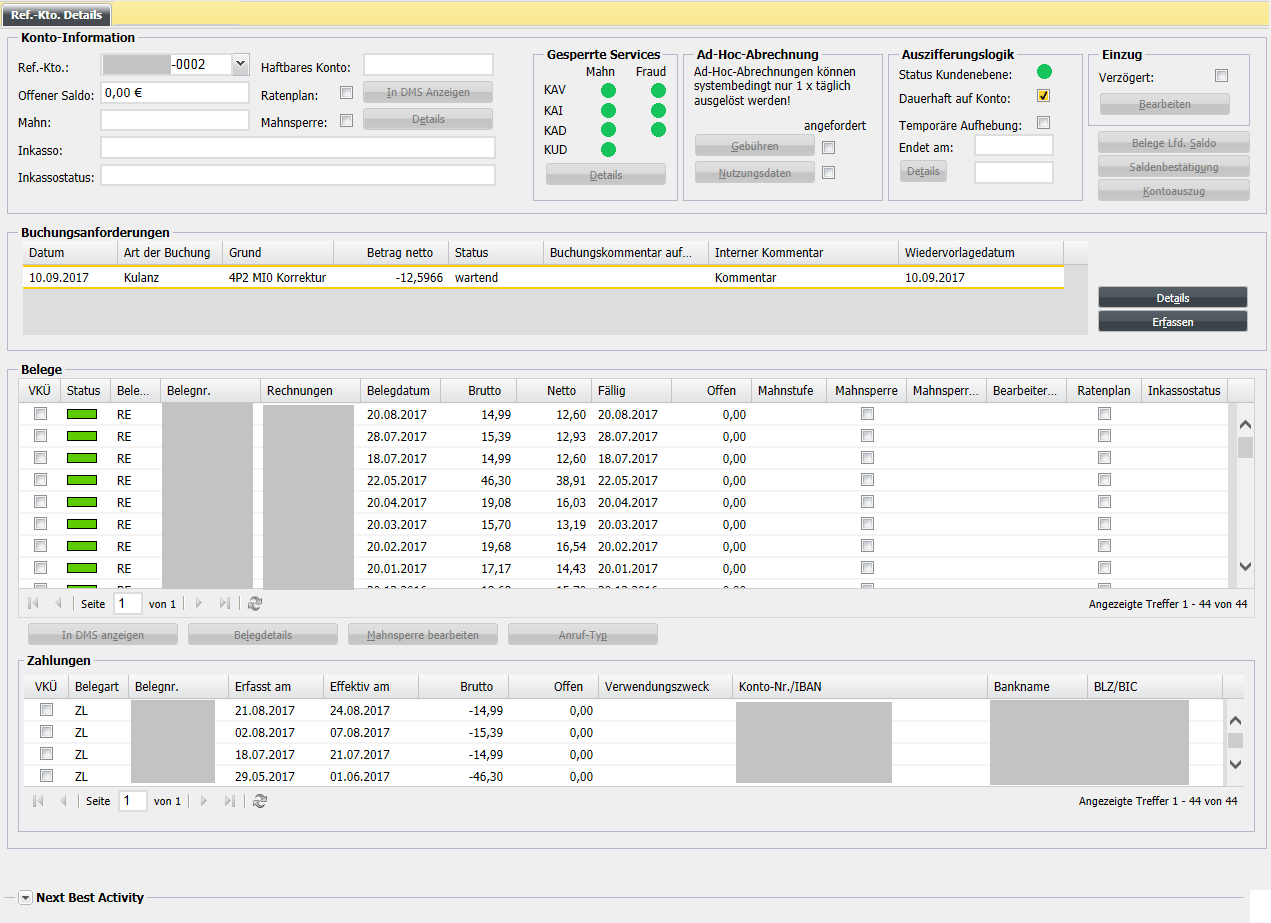 Ref.-Kto. Details
Konto-Information
Ref.-Kto.: -0002 Haftbares Konto:
Offener Saldo: 0,00 € Ratenplan: In DMS Anzeigen
Mahn: Mahnsperre: Details
Inkasso:
Inkassostatus:
Gesperrte Services
Mahn Fraud
KAV
KAI
KAD
KUD
Details
Ad-Hoc-Abrechnung
Ad-Hoc-Abrechnungen können
systembedingt nur 1 x täglich
ausgelöst werden!
angefordert
Gebühren
Nutzungsdaten
Auszifferungslogik
Status Kundenebene:
Dauerhaft auf Konto:
Temporäre Aufhebung:
Endet am:
Details
Einzug
Verzögert:
Bearbeiten
Belege Lfd. Saldo
Saldenbestätigung
Kontoauszug
Buchungsanforderungen
Datum Art der Buchung Grund Betrag netto Status Buchungskommentar auf... Interner Kommentar Wiedervorlagedatum
10.09.2017 Kulanz 4P2 MI0 Korrektur -12,5966 wartend Kommentar 10.09.2017
Details
Erfassen
Belege
VKÜ Status Bele... Belegnr. Rechnungen Belegdatum Brutto Netto Fällig Offen Mahnstufe Mahnsperre Mahnsperr... Bearbeiter... Ratenplan Inkassostatus
RE 20.08.2017 14,99 12,60 20.08.2017 0,00
RE 28.07.2017 15,39 12,93 28.07.2017 0,00
RE 18.07.2017 14,99 12,60 18.07.2017 0,00
RE 22.05.2017 46,30 38,91 22.05.2017 0,00
RE 20.04.2017 19,08 16,03 20.04.2017 0,00
RE 20.03.2017 15,70 13,19 20.03.2017 0,00
RE 20.02.2017 19,68 16,54 20.02.2017 0,00
RE 20.01.2017 17,17 14,43 20.01.2017 0,00
Seite 1 von 1 Angezeigte Treffer 1 - 44 von 44
In DMS anzeigen Belegdetails Mahnsperre bearbeiten Anruf-Typ
Zahlungen
VKÜ Belegart Belegnr. Erfasst am Effektiv am Brutto Offen Verwendungszweck Konto-Nr./IBAN Bankname BLZ/BIC
ZL 21.08.2017 24.08.2017 -14,99 0,00
ZL 02.08.2017 07.08.2017 -15,39 0,00
ZL 18.07.2017 21.07.2017 -14,99 0,00
ZL 29.05.2017 01.06.2017 -46,30 0,00
Seite 1 von 1 Angezeigte Treffer 1 - 44 von 44
Next Best Activity